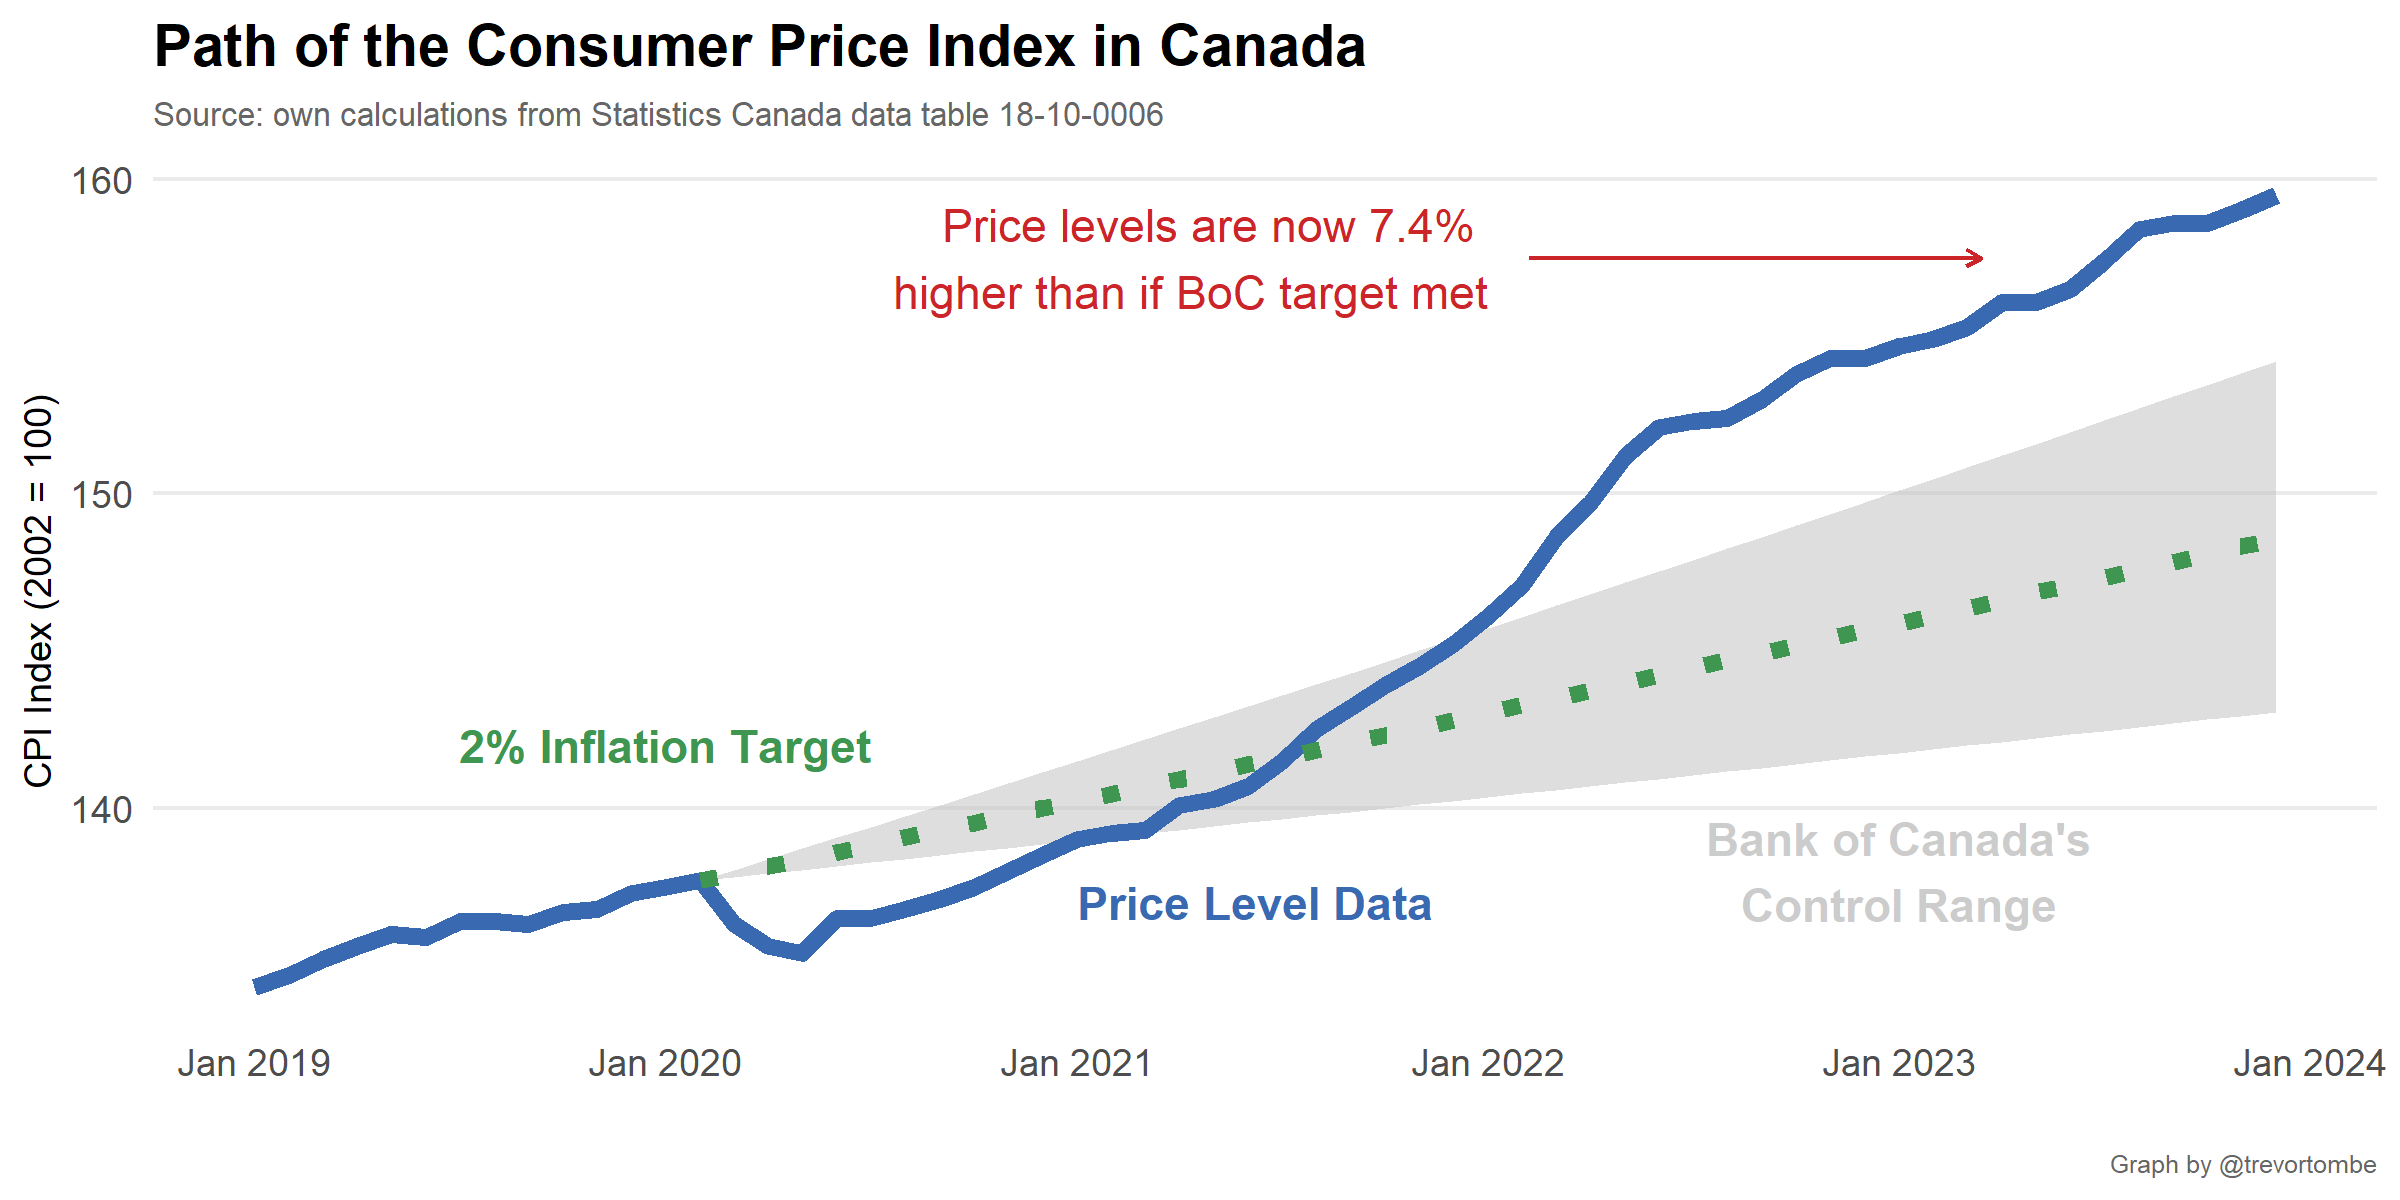 Path of the Consumer Price Index in Canada
Source: own calculations from Statistics Canada data table 18-10-0006
160
150
140
CPI Index (2002 = 100)
Price levels are now 7.4%
higher than if BoC target met
2% Inflation Target
Price Level Data
Bank of Canada's
Control Range
Jan 2019
Jan 2020
Jan 2021
Jan 2022
Jan 2023
Jan 2024
Graph by @trevortombe